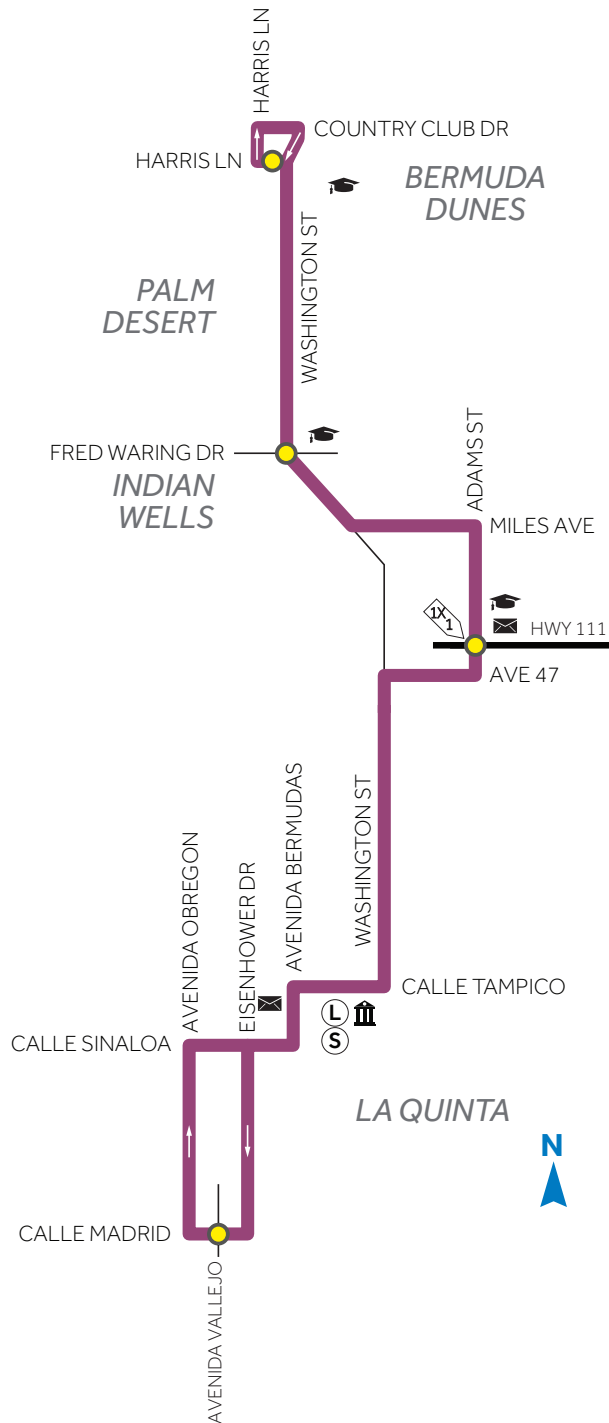 HARRIS LN
COUNTRY CLUB DR
HARRIS LN
BERMUDA
DUNES
WASHINGTON ST
PALM
DESERT
FRED WARING DR
INDIAN
WELLS
ADAMS ST
MILES AVE
1X
1
HWY 111
AVE 47
AVENIDA BERMUDAS
WASHINGTON ST
AVENIDA OBREGON
EISENHOWER DR
CALLE TAMPICO
L
S
CALLE SINALOA
LA QUINTA
N
CALLE MADRID
AVENIDA VALLEJO